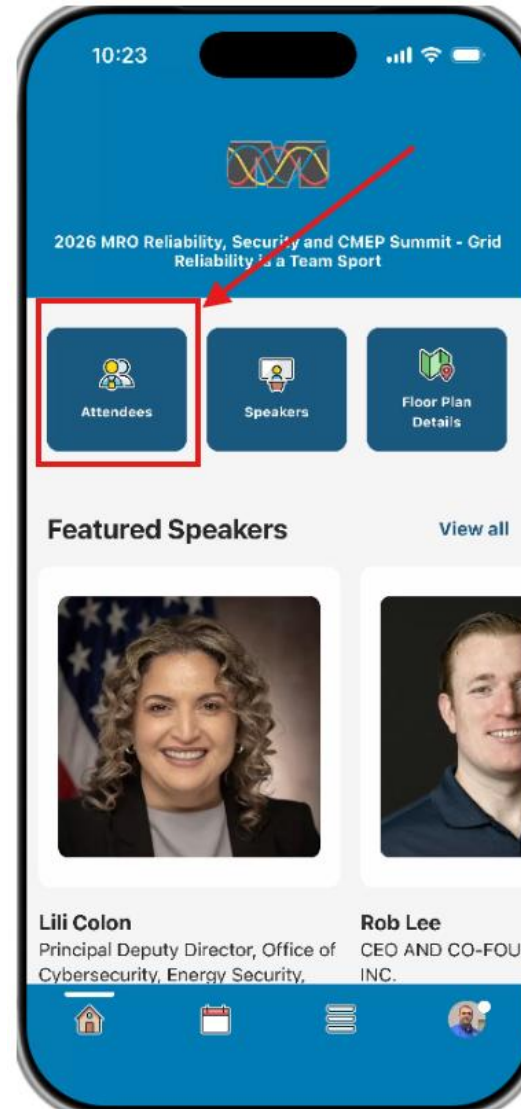 10:23
2026 MRO Reliability, Security and CMEP Summit - Grid
Reliability is a Team Sport
Attendees
Speakers
Floor Plan
Details
Featured Speakers
View all
Lili Colon
Principal Deputy Director, Office of
Cybersecurity, Energy Security,
Rob Lee
CEO AND CO-FOU
INC.